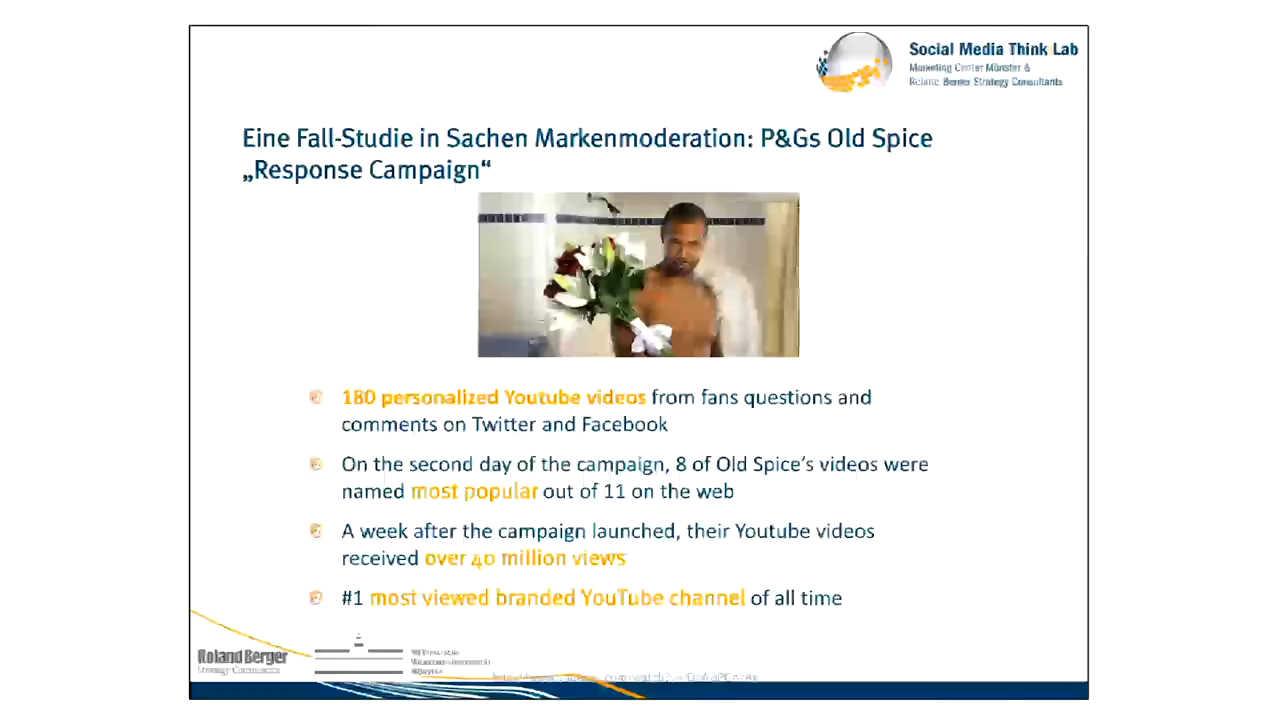 Social Media Think Lab
Marketing Center Münster &
Roland Berger Strategy Consultants
Eine Fall-Studie in Sachen Markenmoderation: P&Gs Old Spice
„Response Campaign“
180 personalized Youtube videos from fans questions and
comments on Twitter and Facebook
On the second day of the campaign, 8 of Old Spice’s videos were
named most popular out of 11 on the web
A week after the campaign launched, their Youtube videos
received over 40 million views
#1 most viewed branded YouTube channel of all time
Roland Berger
Strategy Consultants